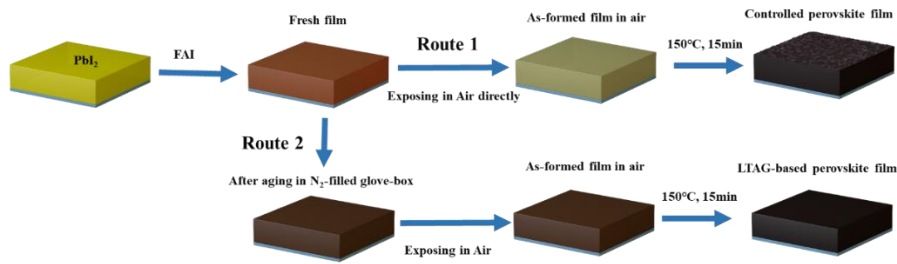 Fresh film
As-formed film in air
Controlled perovskite film
PbI₂
FAI
Route 1
150°C, 15min
Exposing in Air directly
Route 2
After aging in N₂-filled glove-box
As-formed film in air
LTAG-based perovskite film
150°C, 15min
Exposing in Air